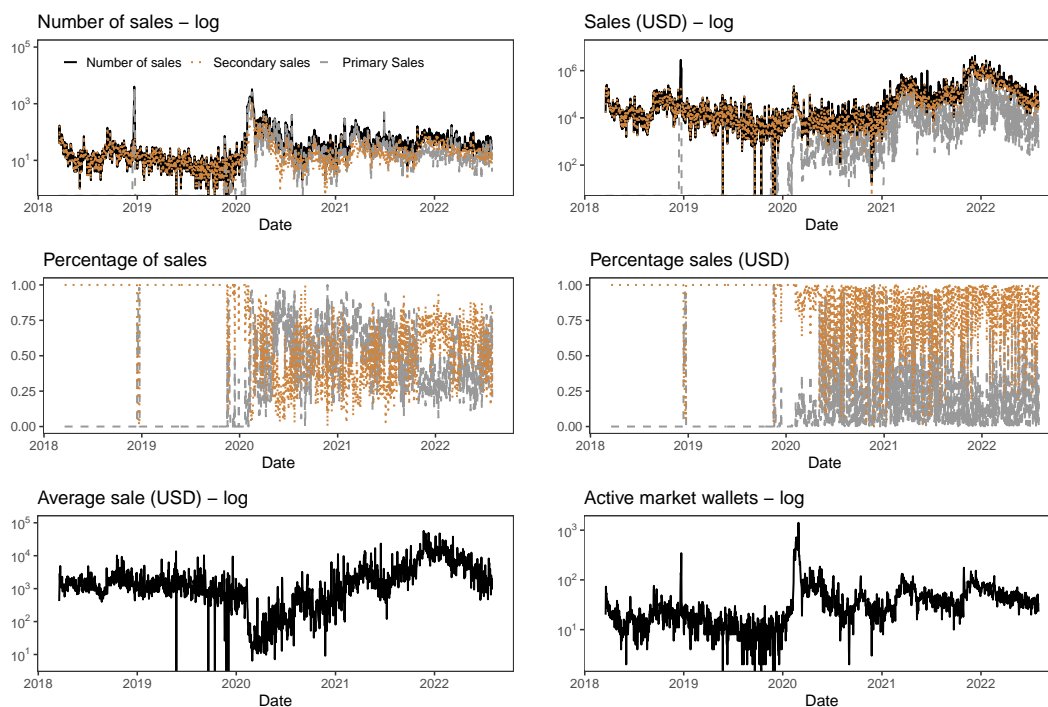 Number of sales – log
10^5
10^3
10^1
Number of sales
Secondary sales
Primary Sales
2018 2019 2020 2021 2022
Date
Sales (USD) – log
10^6
10^4
10^2
2018 2019 2020 2021 2022
Date
Percentage of sales
1.00
0.75
0.50
0.25
0.00
2018 2019 2020 2021 2022
Date
Percentage sales (USD)
1.00
0.75
0.50
0.25
0.00
2018 2019 2020 2021 2022
Date
Average sale (USD) – log
10^5
10^4
10^3
10^2
10^1
2018 2019 2020 2021 2022
Date
Active market wallets – log
10^3
10^2
10^1
2018 2019 2020 2021 2022
Date